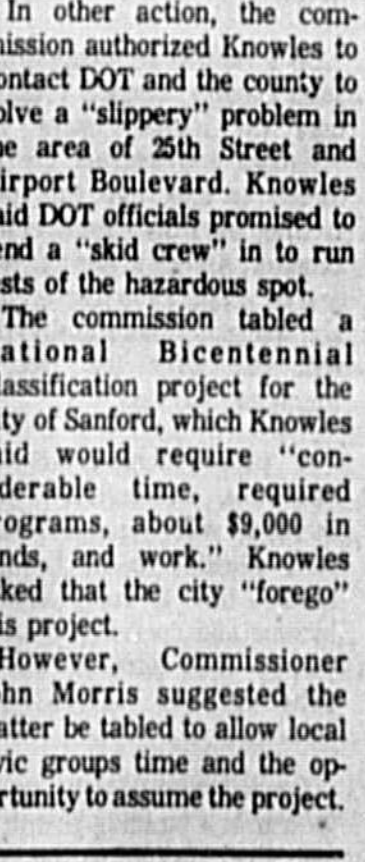 In other action, the com-
ission authorized Knowles to
ontact DOT and the county to
olve a "slippery" problem in
e area of 25th Street and
irport Boulevard. Knowles
aid DOT officials promised to
end a "skid crew" in to run
sts of the hazardous spot.
The commission tabled a
ational Bicentennial
lassification project for the
ty of Sanford, which Knowles
aid would require "con-
derable time, required
rograms, about $9,000 in
nds, and work." Knowles
ked that the city "forego"
is project.
However, Commissioner
ohn Morris suggested the
atter be tabled to allow local
vic groups time and the op-
rtunity to assume the project.